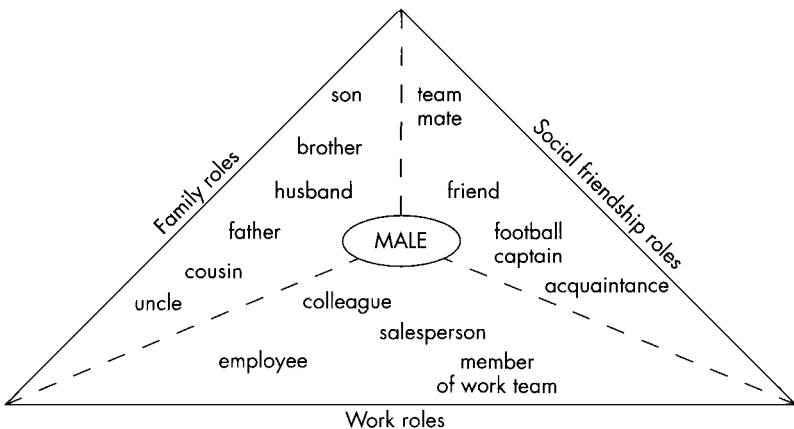 son
team
mate
brother
Family roles
Social friendship roles
husband
friend
father
MALE
football
captain
cousin
acquaintance
uncle
colleague
salesperson
employee
member
of work team
Work roles